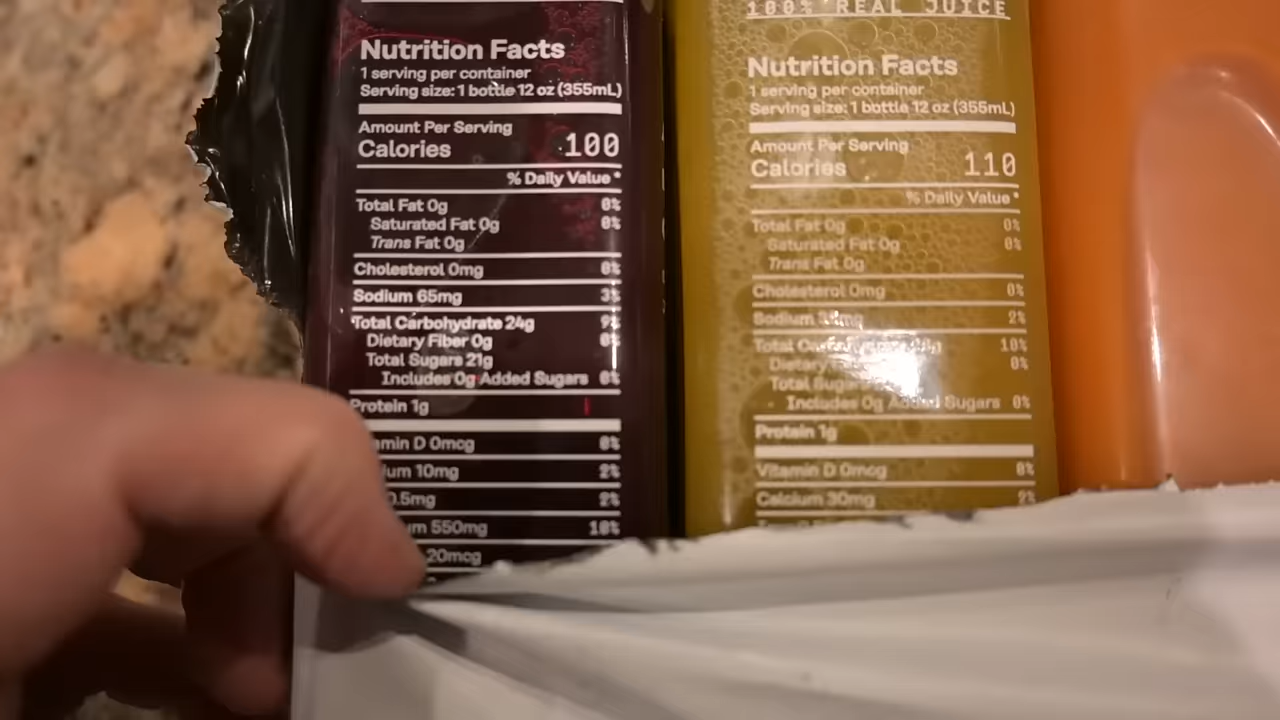 Nutrition Facts
1 serving per container
Serving size: 1 bottle 12 oz (355mL)
Amount Per Serving
Calories 100
% Daily Value *
Total Fat 0g 0%
Saturated Fat 0g 0%
Trans Fat 0g
Cholesterol 0mg 0%
Sodium 65mg 3%
Total Carbohydrate 24g 9%
Dietary Fiber 0g 0%
Total Sugars 21g
Includes 0g Added Sugars 0%
Protein 1g
min D 0mcg 0%
ium 10mg 2%
0.5mg 2%
m 550mg 10%
20mcg
100% REAL JUICE
Nutrition Facts
1 serving per container
Serving size: 1 bottle 12 oz (355mL)
Amount Per Serving
Calories 110
% Daily Value *
Total Fat 0g 0%
Saturated Fat 0g 0%
Trans Fat 0g
Cholesterol 0mg 0%
Sodium 2%
Total 10%
Dietary 0%
Total
Includes 0g Added Sugars 0%
Protein 1g
Vitamin D 0mcg 0%
Calcium 30mg 2%